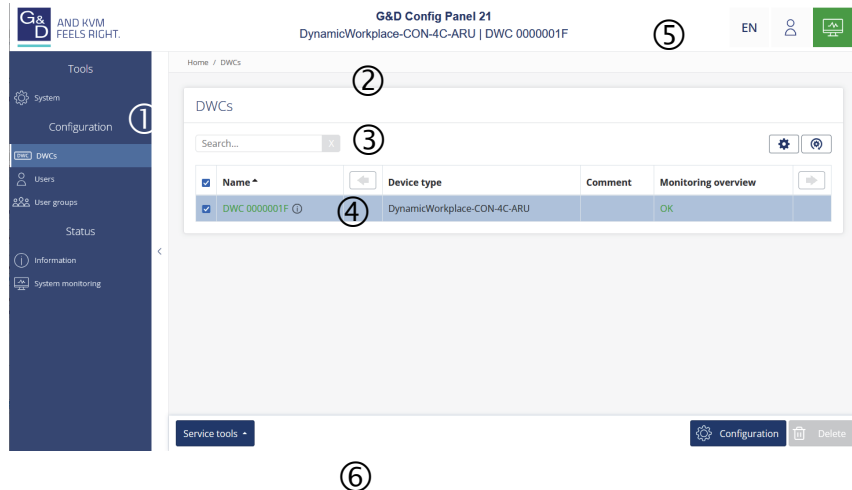 G&D AND KVM FEELS RIGHT.
G&D Config Panel 21
DynamicWorkplace-CON-4C-ARU | DWC 0000001F
⑤
EN
Tools
System
Configuration
①
DWC DWCs
Users
User groups
Status
Information
System monitoring
<
Home / DWCs
②
DWCs
Search... X
③
Name Device type Comment Monitoring overview
DWC 0000001F ④ DynamicWorkplace-CON-4C-ARU OK
Service tools
Configuration Delete
⑥